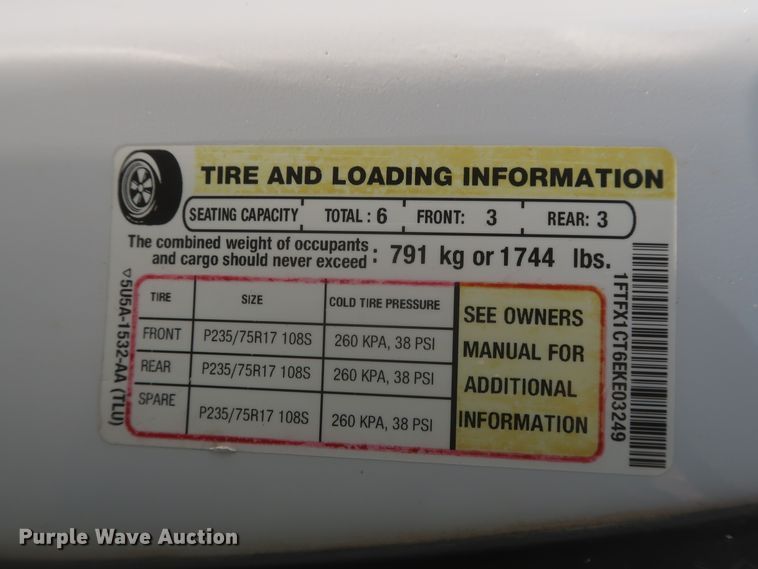 TIRE AND LOADING INFORMATION
SEATING CAPACITY TOTAL : 6 FRONT: 3 REAR: 3
The combined weight of occupants
and cargo should never exceed : 791 kg or 1744 lbs.
TIRE SIZE COLD TIRE PRESSURE
FRONT P235/75R17 108S 260 KPA, 38 PSI
REAR P235/75R17 108S 260 KPA, 38 PSI
SPARE P235/75R17 108S 260 KPA, 38 PSI
SEE OWNERS
MANUAL FOR
ADDITIONAL
INFORMATION
▽5U5A-1532-AA (TLU)
1FTFX1CT6EKE03249
Purple Wave Auction